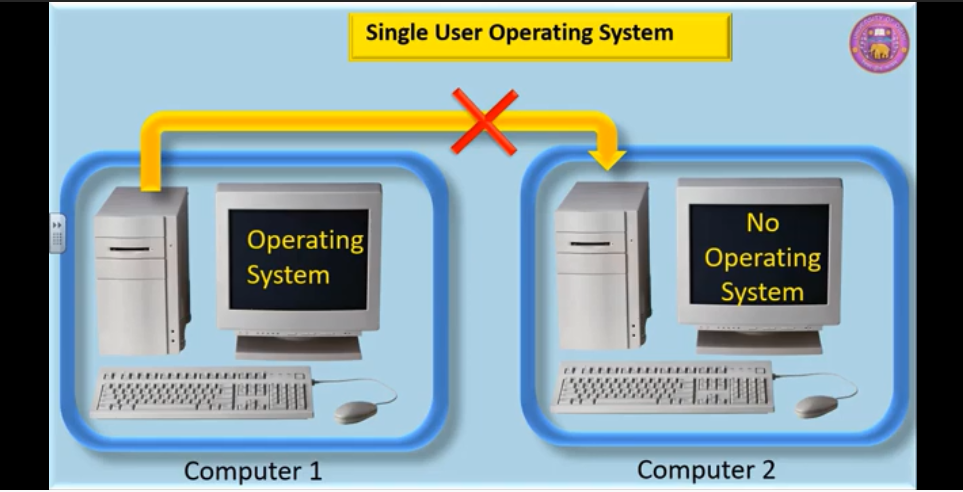 Single User Operating System
Operating
System
No
Operating
System
Computer 1
Computer 2